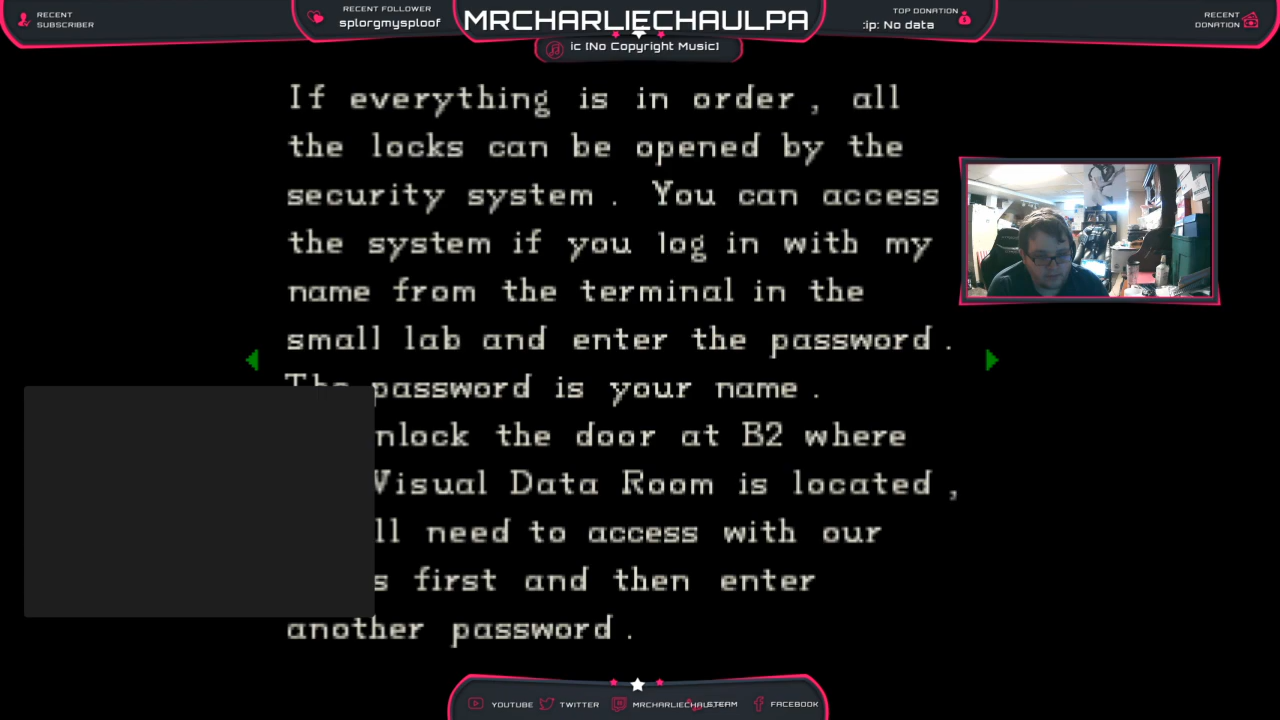 RECENT
SUBSCRIBER
RECENT FOLLOWER
splorgmysploof
MRCHARLIECHAULPA
TOP DONATION
:ip: No data
RECENT
DONATION
ic [No Copyright Music]
If everything is in order, all
the locks can be opened by the
security system. You can access
the system if you log in with my
name from the terminal in the
small lab and enter the password.
The password is your name.
nlock the door at B2 where
Visual Data Room is located,
ll need to access with our
s first and then enter
another password.
YOUTUBE TWITTER MRCHARLIECHAU STEAM FACEBOOK